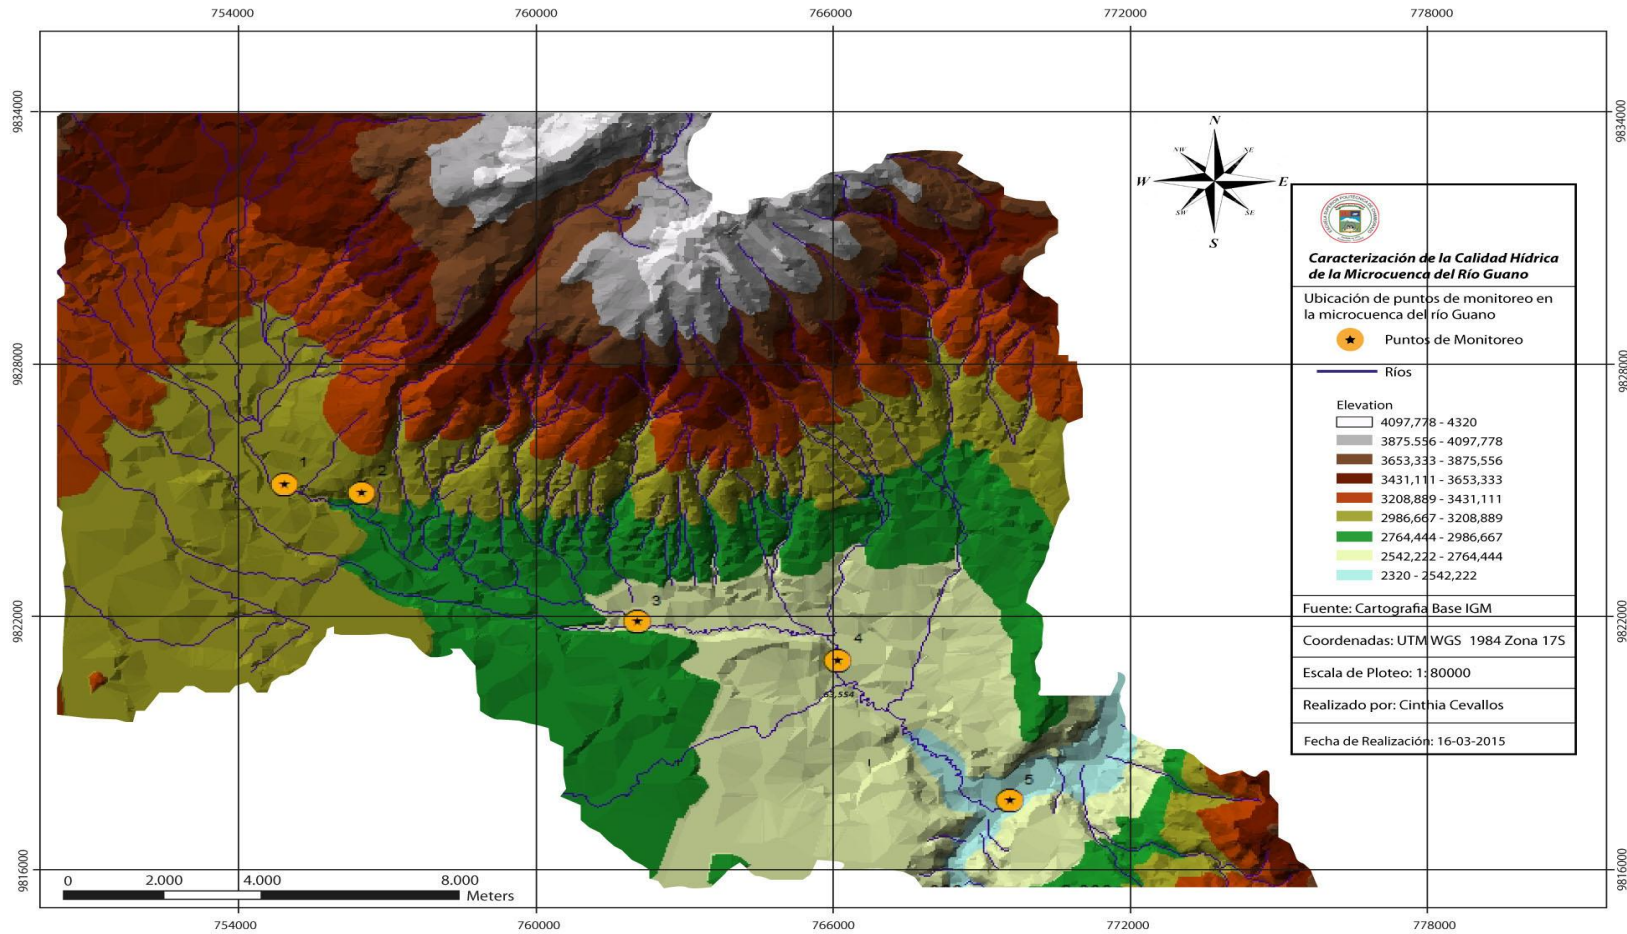 754000 760000 766000 772000 778000
9834000 9834000
N
NW NE
W E
SW SE
S
Caracterización de la Calidad Hídrica
de la Microcuenca del Río Guano
Ubicación de puntos de monitoreo en
la microcuenca del río Guano
Puntos de Monitoreo
Ríos
9828000 9828000
Elevation
4097,778 - 4320
3875,556 - 4097,778
3653,333 - 3875,556
3431,111 - 3653,333
3208,889 - 3431,111
2986,667 - 3208,889
2764,444 - 2986,667
2542,222 - 2764,444
2320 - 2542,222
1
2
3
4
5
9822000 9822000
Fuente: Cartografia Base IGM
Coordenadas: UTM WGS 1984 Zona 17S
Escala de Ploteo: 1:80000
Realizado por: Cinthia Cevallos
Fecha de Realización: 16-03-2015
9816000 9816000
0 2.000 4.000 8.000
Meters
754000 760000 766000 772000 778000